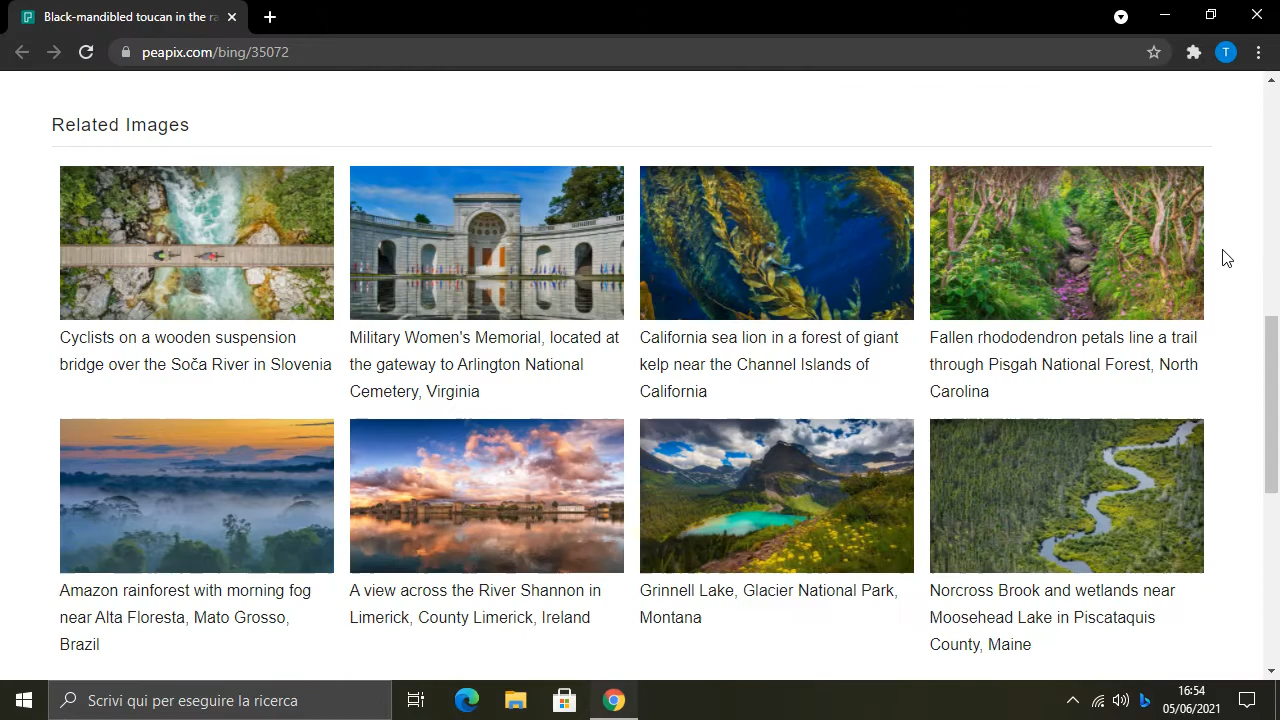 Black-mandibled toucan in the ra
peapix.com/bing/35072
T
Related Images
Cyclists on a wooden suspension
bridge over the Soča River in Slovenia
Military Women's Memorial, located at
the gateway to Arlington National
Cemetery, Virginia
California sea lion in a forest of giant
kelp near the Channel Islands of
California
Fallen rhododendron petals line a trail
through Pisgah National Forest, North
Carolina
Amazon rainforest with morning fog
near Alta Floresta, Mato Grosso,
Brazil
A view across the River Shannon in
Limerick, County Limerick, Ireland
Grinnell Lake, Glacier National Park,
Montana
Norcross Brook and wetlands near
Moosehead Lake in Piscataquis
County, Maine
Scrivi qui per eseguire la ricerca
16:54
05/06/2021